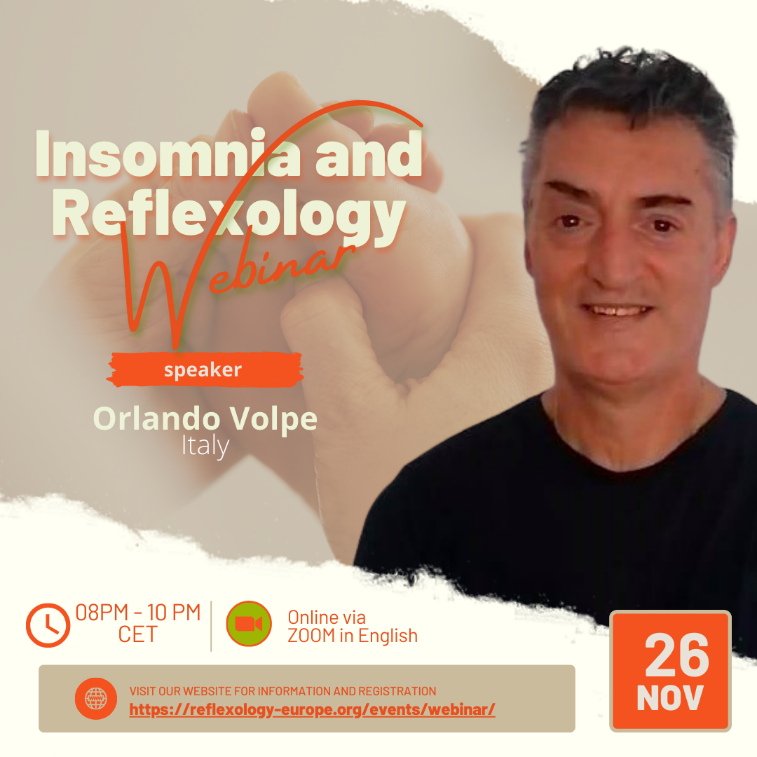 Insomnia and
Reflexology
Webinar
speaker
Orlando Volpe
Italy
08PM - 10 PM
CET
Online via
ZOOM in English
26
NOV
VISIT OUR WEBSITE FOR INFORMATION AND REGISTRATION
https://reflexology-europe.org/events/webinar/